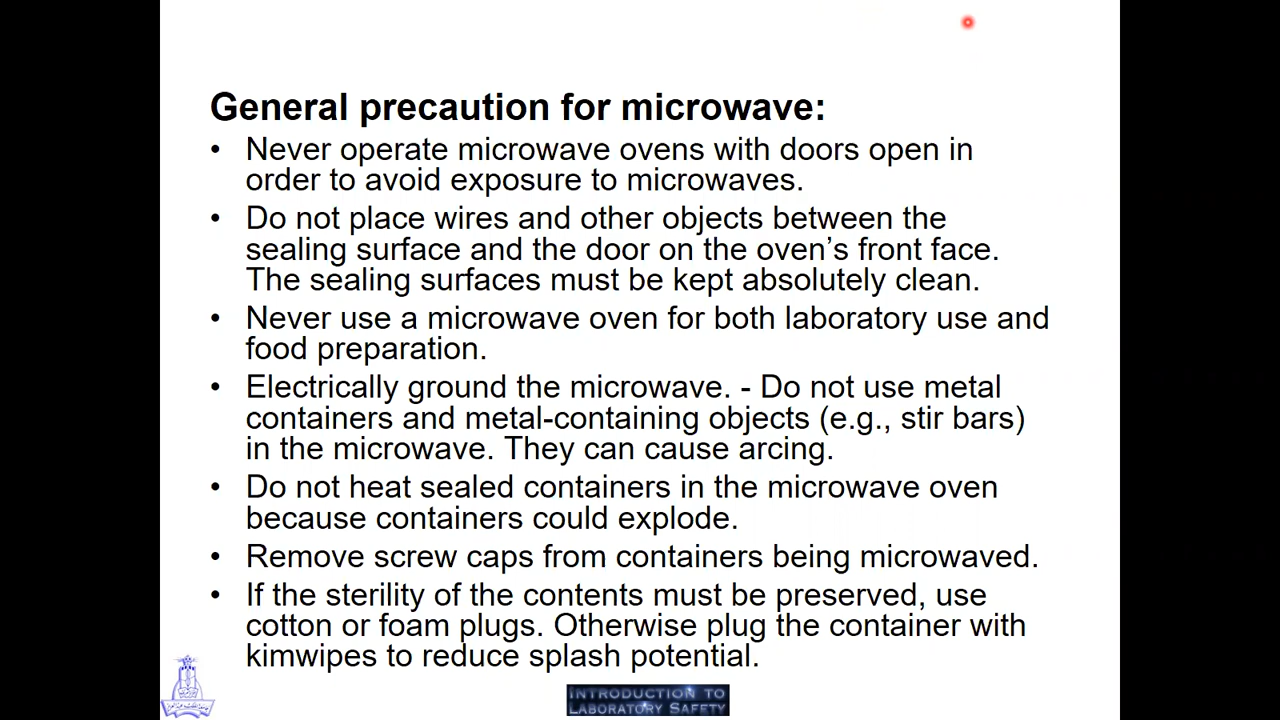 General precaution for microwave:
• Never operate microwave ovens with doors open in
order to avoid exposure to microwaves.
• Do not place wires and other objects between the
sealing surface and the door on the oven’s front face.
The sealing surfaces must be kept absolutely clean.
• Never use a microwave oven for both laboratory use and
food preparation.
• Electrically ground the microwave. - Do not use metal
containers and metal-containing objects (e.g., stir bars)
in the microwave. They can cause arcing.
• Do not heat sealed containers in the microwave oven
because containers could explode.
• Remove screw caps from containers being microwaved.
• If the sterility of the contents must be preserved, use
cotton or foam plugs. Otherwise plug the container with
kimwipes to reduce splash potential.
INTRODUCTION TO
LABORATORY SAFETY